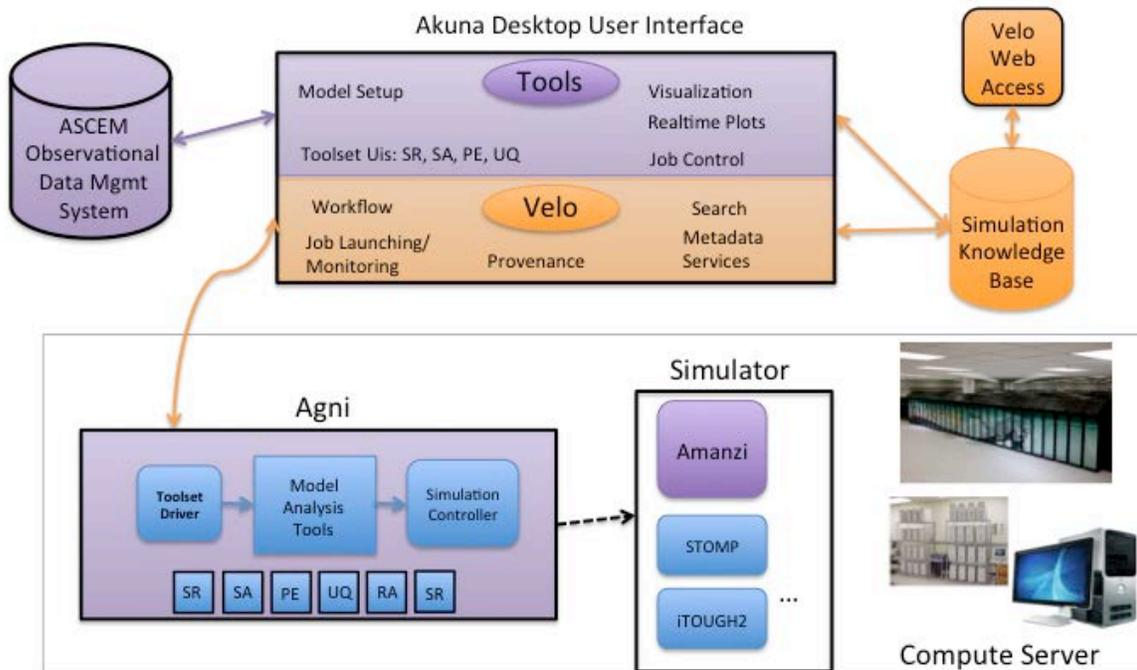 Akuna Desktop User Interface
ASCEM
Observational
Data Mgmt
System
Tools
Model Setup
Visualization
Realtime Plots
Toolset Uis: SR, SA, PE, UQ
Job Control
Velo
Workflow
Search
Job Launching/
Monitoring
Provenance
Metadata
Services
Velo
Web
Access
Simulation
Knowledge
Base
Agni
Toolset
Driver
Model
Analysis
Tools
Simulation
Controller
SR
SA
PE
UQ
RA
SR
Simulator
Amanzi
STOMP
iTOUGH2
...
Compute Server